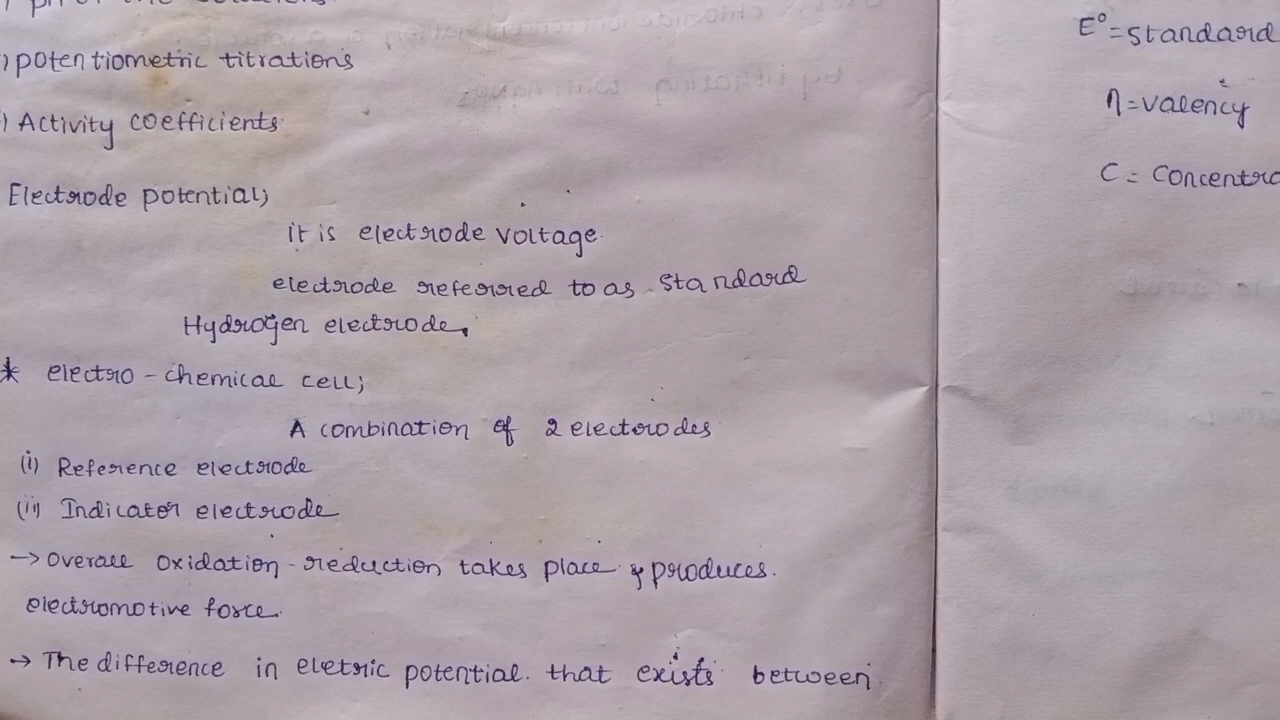 ) potentiometric titrations
) Activity coefficients
Electrode potential;
it is electrode voltage.
electrode referred to as standard
Hydrogen electrode.
* electro-chemical cell;
A combination of 2 electrodes
(i) Reference electrode
(ii) Indicator electrode
→ Overall oxidation-reduction takes place & produces.
electromotive force.
→ The difference in eletric potential. that exists between
E°=standard
n=valency
C= Concentra